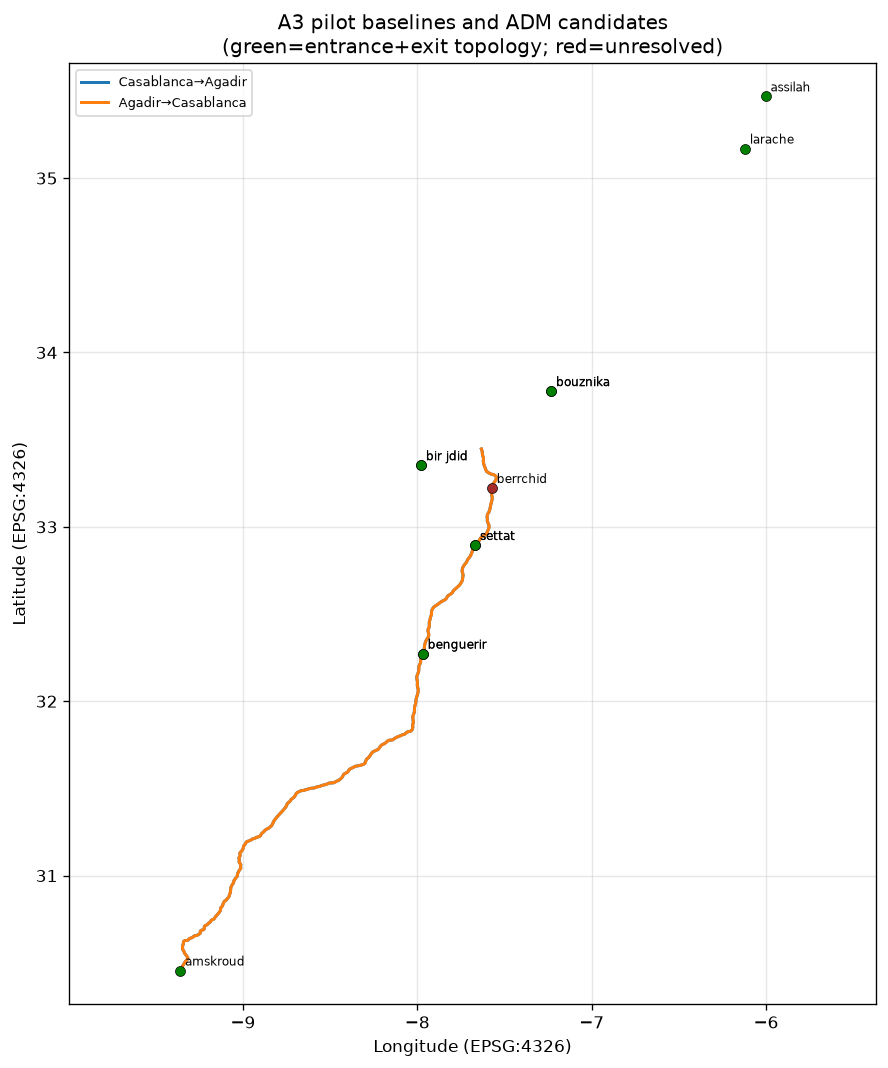 A3 pilot baselines and ADM candidates
(green=entrance+exit topology; red=unresolved)
Casablanca→Agadir
Agadir→Casablanca
assilah
larache
35
34
bouznika
bir jdid
berrchid
33
settat
benguerir
32
31
amskroud
Latitude (EPSG:4326)
−9
−8
−7
−6
Longitude (EPSG:4326)